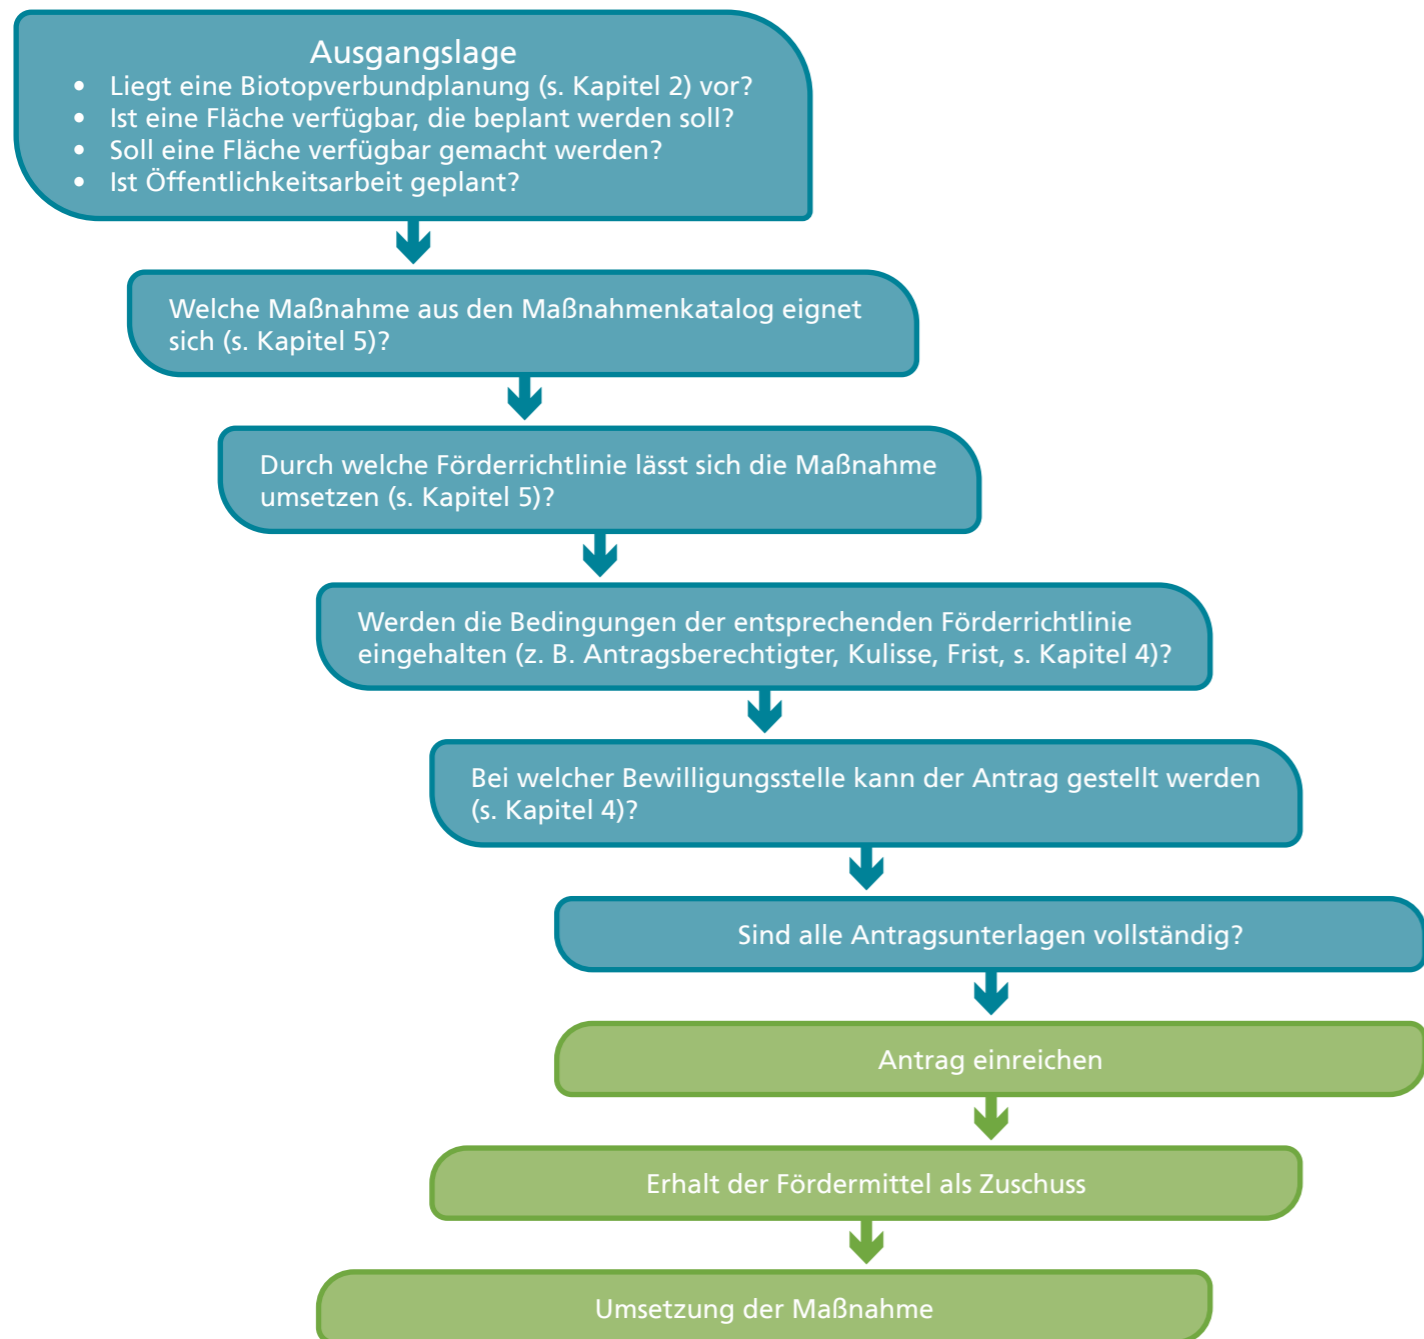 Ausgangslage
• Liegt eine Biotopverbundplanung (s. Kapitel 2) vor?
• Ist eine Fläche verfügbar, die beplant werden soll?
• Soll eine Fläche verfügbar gemacht werden?
• Ist Öffentlichkeitsarbeit geplant?
Welche Maßnahme aus den Maßnahmenkatalog eignet
sich (s. Kapitel 5)?
Durch welche Förderrichtlinie lässt sich die Maßnahme
umsetzen (s. Kapitel 5)?
Werden die Bedingungen der entsprechenden Förderrichtlinie
eingehalten (z. B. Antragsberechtigter, Kulisse, Frist, s. Kapitel 4)?
Bei welcher Bewilligungsstelle kann der Antrag gestellt werden
(s. Kapitel 4)?
Sind alle Antragsunterlagen vollständig?
Antrag einreichen
Erhalt der Fördermittel als Zuschuss
Umsetzung der Maßnahme